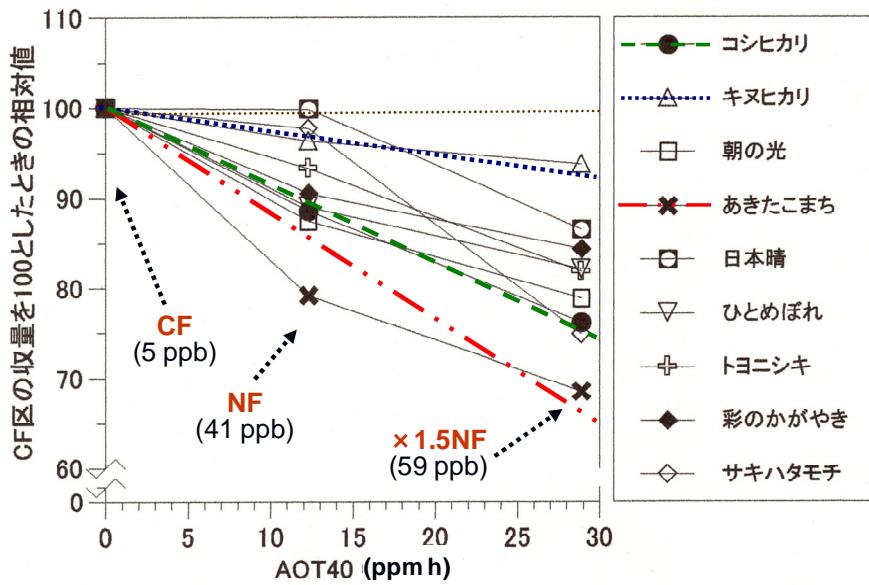 CF区の収量を100としたときの相対値
110
100
90
80
70
60
0
0
5
10
15
20
25
30
AOT40 (ppm h)
CF
(5 ppb)
NF
(41 ppb)
×1.5NF
(59 ppb)
コシヒカリ
キヌヒカリ
朝の光
あきたこまち
日本晴
ひとめぼれ
トヨニシキ
彩のかがやき
サキハタモチ